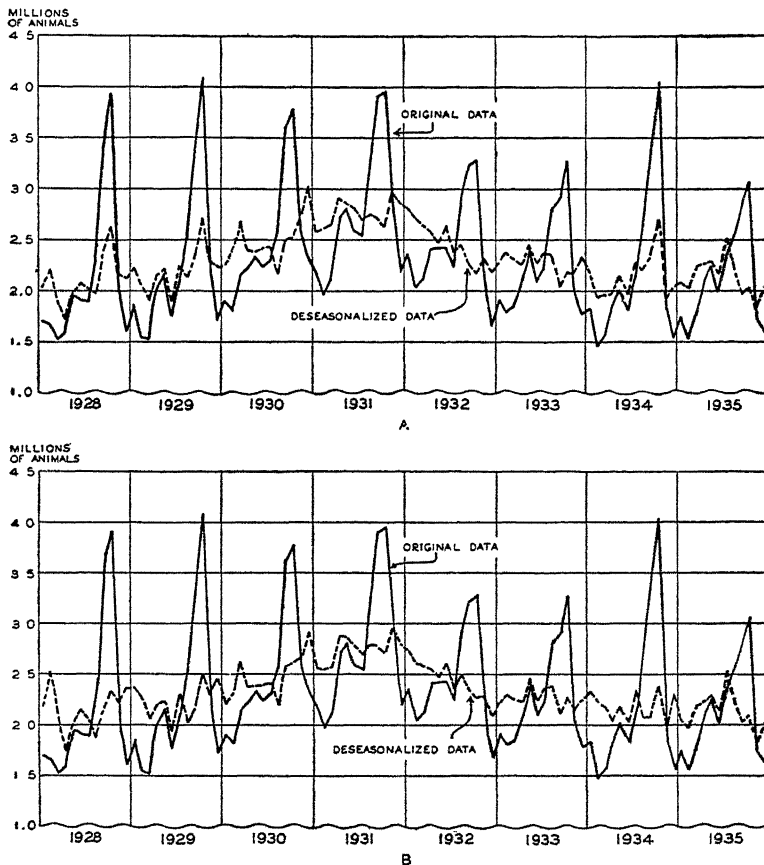 MILLIONS
OF ANIMALS
4 5
4 0
3 5
3 0
2.5
2.0
1.5
1.0
ORIGINAL DATA
DESEASONALIZED DATA
1928 1929 1930 1931 1932 1933 1934 1935
A.
MILLIONS
OF ANIMALS
4 5
4 0
3 5
3 0
2.5
2.0
1.5
1.0
ORIGINAL DATA
DESEASONALIZED DATA
1928 1929 1930 1931 1932 1933 1934 1935
B